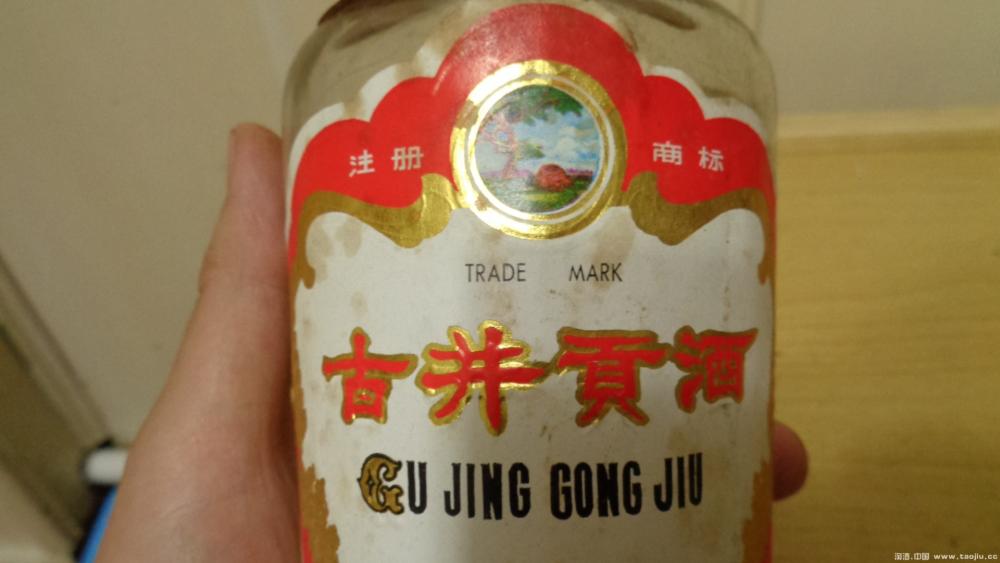 注册 商标
TRADE MARK
古井贡酒
GU JING GONG JIU
淘酒.中国 www.taojiu.cc